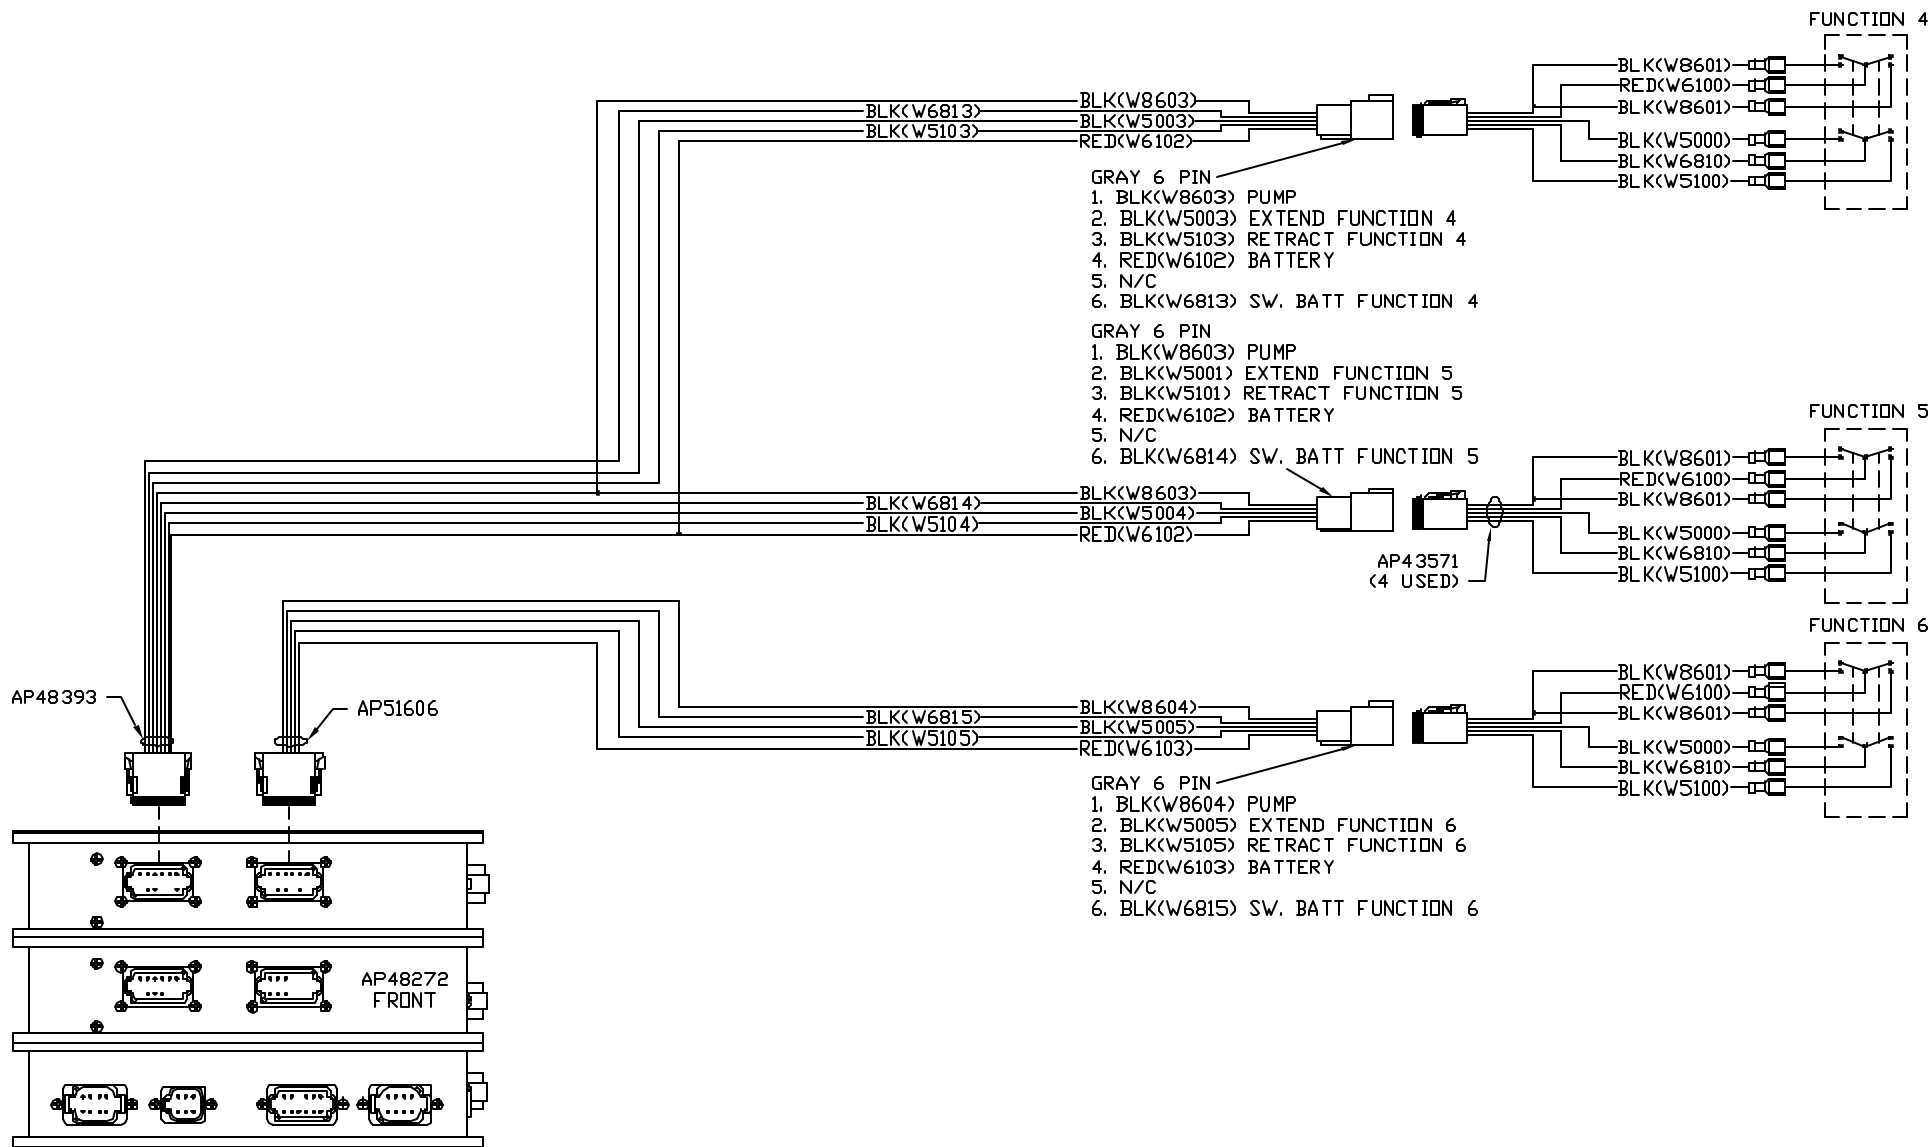 FUNCTION 4
BLK(W8601)
RED(W6100)
BLK(W8601)
BLK(W5000)
BLK(W6810)
BLK(W5100)
BLK(W8603)
BLK(W6813)
BLK(W5003)
BLK(W5103)
RED(W6102)
GRAY 6 PIN
1. BLK(W8603) PUMP
2. BLK(W5003) EXTEND FUNCTION 4
3. BLK(W5103) RETRACT FUNCTION 4
4. RED(W6102) BATTERY
5. N/C
6. BLK(W6813) SW. BATT FUNCTION 4
GRAY 6 PIN
1. BLK(W8603) PUMP
2. BLK(W5001) EXTEND FUNCTION 5
3. BLK(W5101) RETRACT FUNCTION 5
4. RED(W6102) BATTERY
5. N/C
6. BLK(W6814) SW. BATT FUNCTION 5
FUNCTION 5
BLK(W8601)
RED(W6100)
BLK(W8601)
BLK(W5000)
BLK(W6810)
BLK(W5100)
BLK(W8603)
BLK(W6814)
BLK(W5004)
BLK(W5104)
RED(W6102)
AP43571
(4 USED)
FUNCTION 6
BLK(W8601)
RED(W6100)
BLK(W8601)
BLK(W5000)
BLK(W6810)
BLK(W5100)
AP48393
AP51606
BLK(W8604)
BLK(W6815)
BLK(W5005)
BLK(W5105)
RED(W6103)
GRAY 6 PIN
1. BLK(W8604) PUMP
2. BLK(W5005) EXTEND FUNCTION 6
3. BLK(W5105) RETRACT FUNCTION 6
4. RED(W6103) BATTERY
5. N/C
6. BLK(W6815) SW. BATT FUNCTION 6
AP48272
FRONT